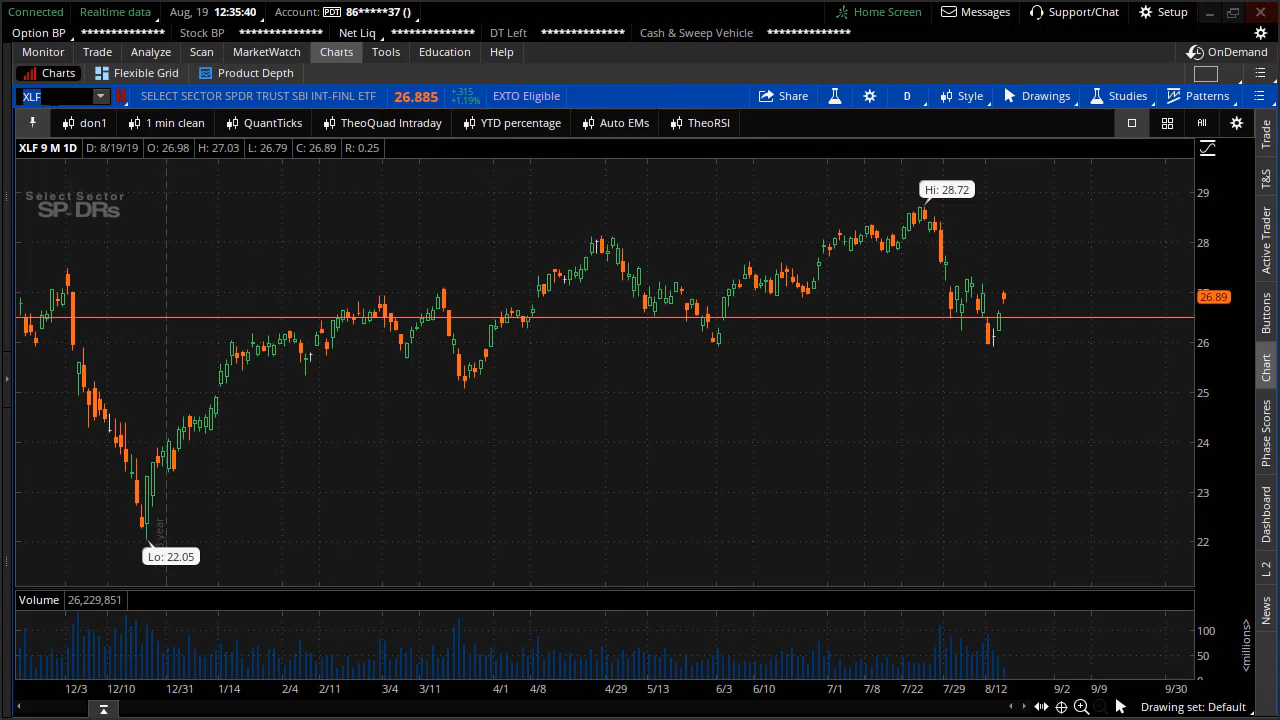 Connected Realtime data Aug, 19 12:35:40 Account: PDT 86*****37 () Home Screen Messages Support/Chat Setup
Option BP ************** Stock BP ************** Net Liq ************** DT Left ************** Cash & Sweep Vehicle **************
Monitor Trade Analyze Scan MarketWatch Charts Tools Education Help OnDemand
Charts Flexible Grid Product Depth
XLF SELECT SECTOR SPDR TRUST SBI INT-FINL ETF 26.885 +.315 +1.19% EXTO Eligible Share D Style Drawings Studies Patterns
don1 1 min clean QuantTicks TheoQuad Intraday YTD percentage Auto EMs TheoRSI All
XLF 9 M 1D D: 8/19/19 O: 26.98 H: 27.03 L: 26.79 C: 26.89 R: 0.25
Select Sector
SPDRs
Hi: 28.72
29
28
26.89
26
25
24
23
22
year
Lo: 22.05
Volume 26,229,851
100
50
<millions>
12/3 12/10 12/31 1/14 2/4 2/11 3/4 3/11 4/1 4/8 4/29 5/13 6/3 6/10 7/1 7/8 7/22 7/29 8/12 9/2 9/9 9/30
Drawing set: Default
Trade
T&S
Active Trader
Buttons
Chart
Phase Scores
Dashboard
L 2
News